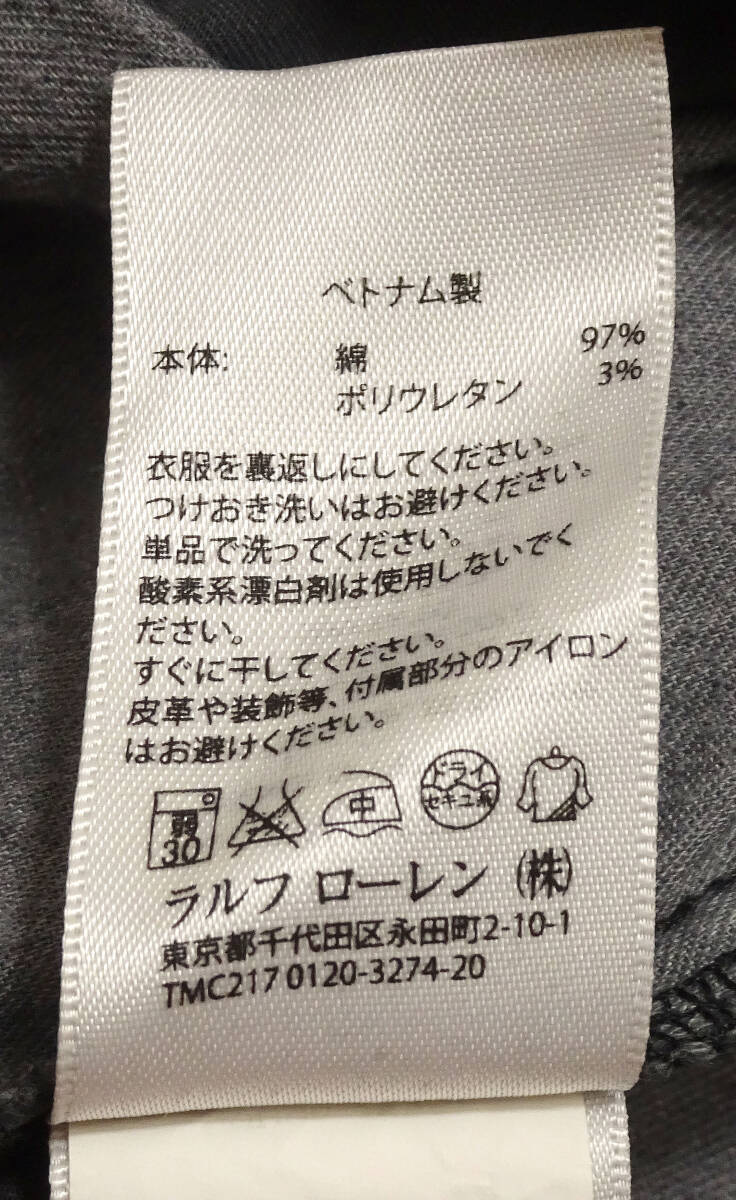 ベトナム製
本体: 綿 97%
ポリウレタン 3%
衣服を裏返しにしてください。
つけおき洗いはお避けください。
単品で洗ってください。
酸素系漂白剤は使用しないでく
ださい。
すぐに干してください。
皮革や装飾等、付属部分のアイロン
はお避けください。
弱 30 中 ドライ セキユ系
ラルフ ローレン (株)
東京都千代田区永田町2-10-1
TMC217 0120-3274-20